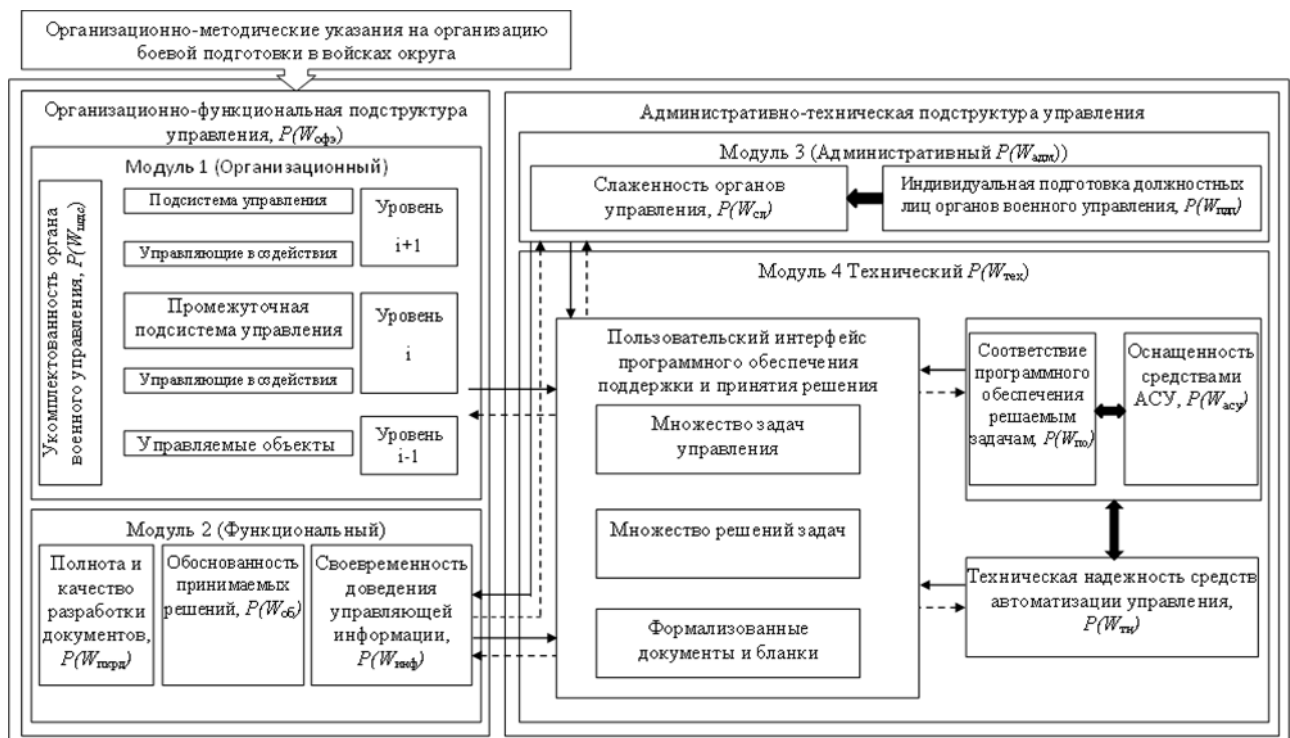 Организационно-методические указания на организацию
боевой подготовки в войсках округа
Организационно-функциональная подструктура
управления, P(Wофэ)
Модуль 1 (Организационный)
Укомплектованность органа
военного управления, P(Wшдс)
Подсистема управления
Управляющие воздействия
Уровень
i+1
Промежуточная
подсистема управления
Управляющие воздействия
Уровень
i
Управляемые объекты
Уровень
i-1
Модуль 2 (Функциональный)
Полнота и
качество
разработки
документов,
P(Wпкрд)
Обоснованность
принимаемых
решений, P(Wоб)
Своевременность
доведения
управляющей
информации,
P(Wинф)
Административно-техническая подструктура управления
Модуль 3 (Административный P(Wадм))
Слаженность органов
управления, P(Wсл)
Индивидуальная подготовка должностных
лиц органов военного управления,
Модуль 4 Технический P(Wтех)
Пользовательский интерфейс
программного обеспечения
поддержки и принятия решения
Множество задач
управления
Множество решений задач
Формализованные
документы и бланки
Соответствие
программного
обеспечения
решаемым
задачам, P(Wпо)
Оснащенность
средствами
АСУ, P(Wасу)
Техническая надежность средств
автоматизации управления,
P(Wтн)